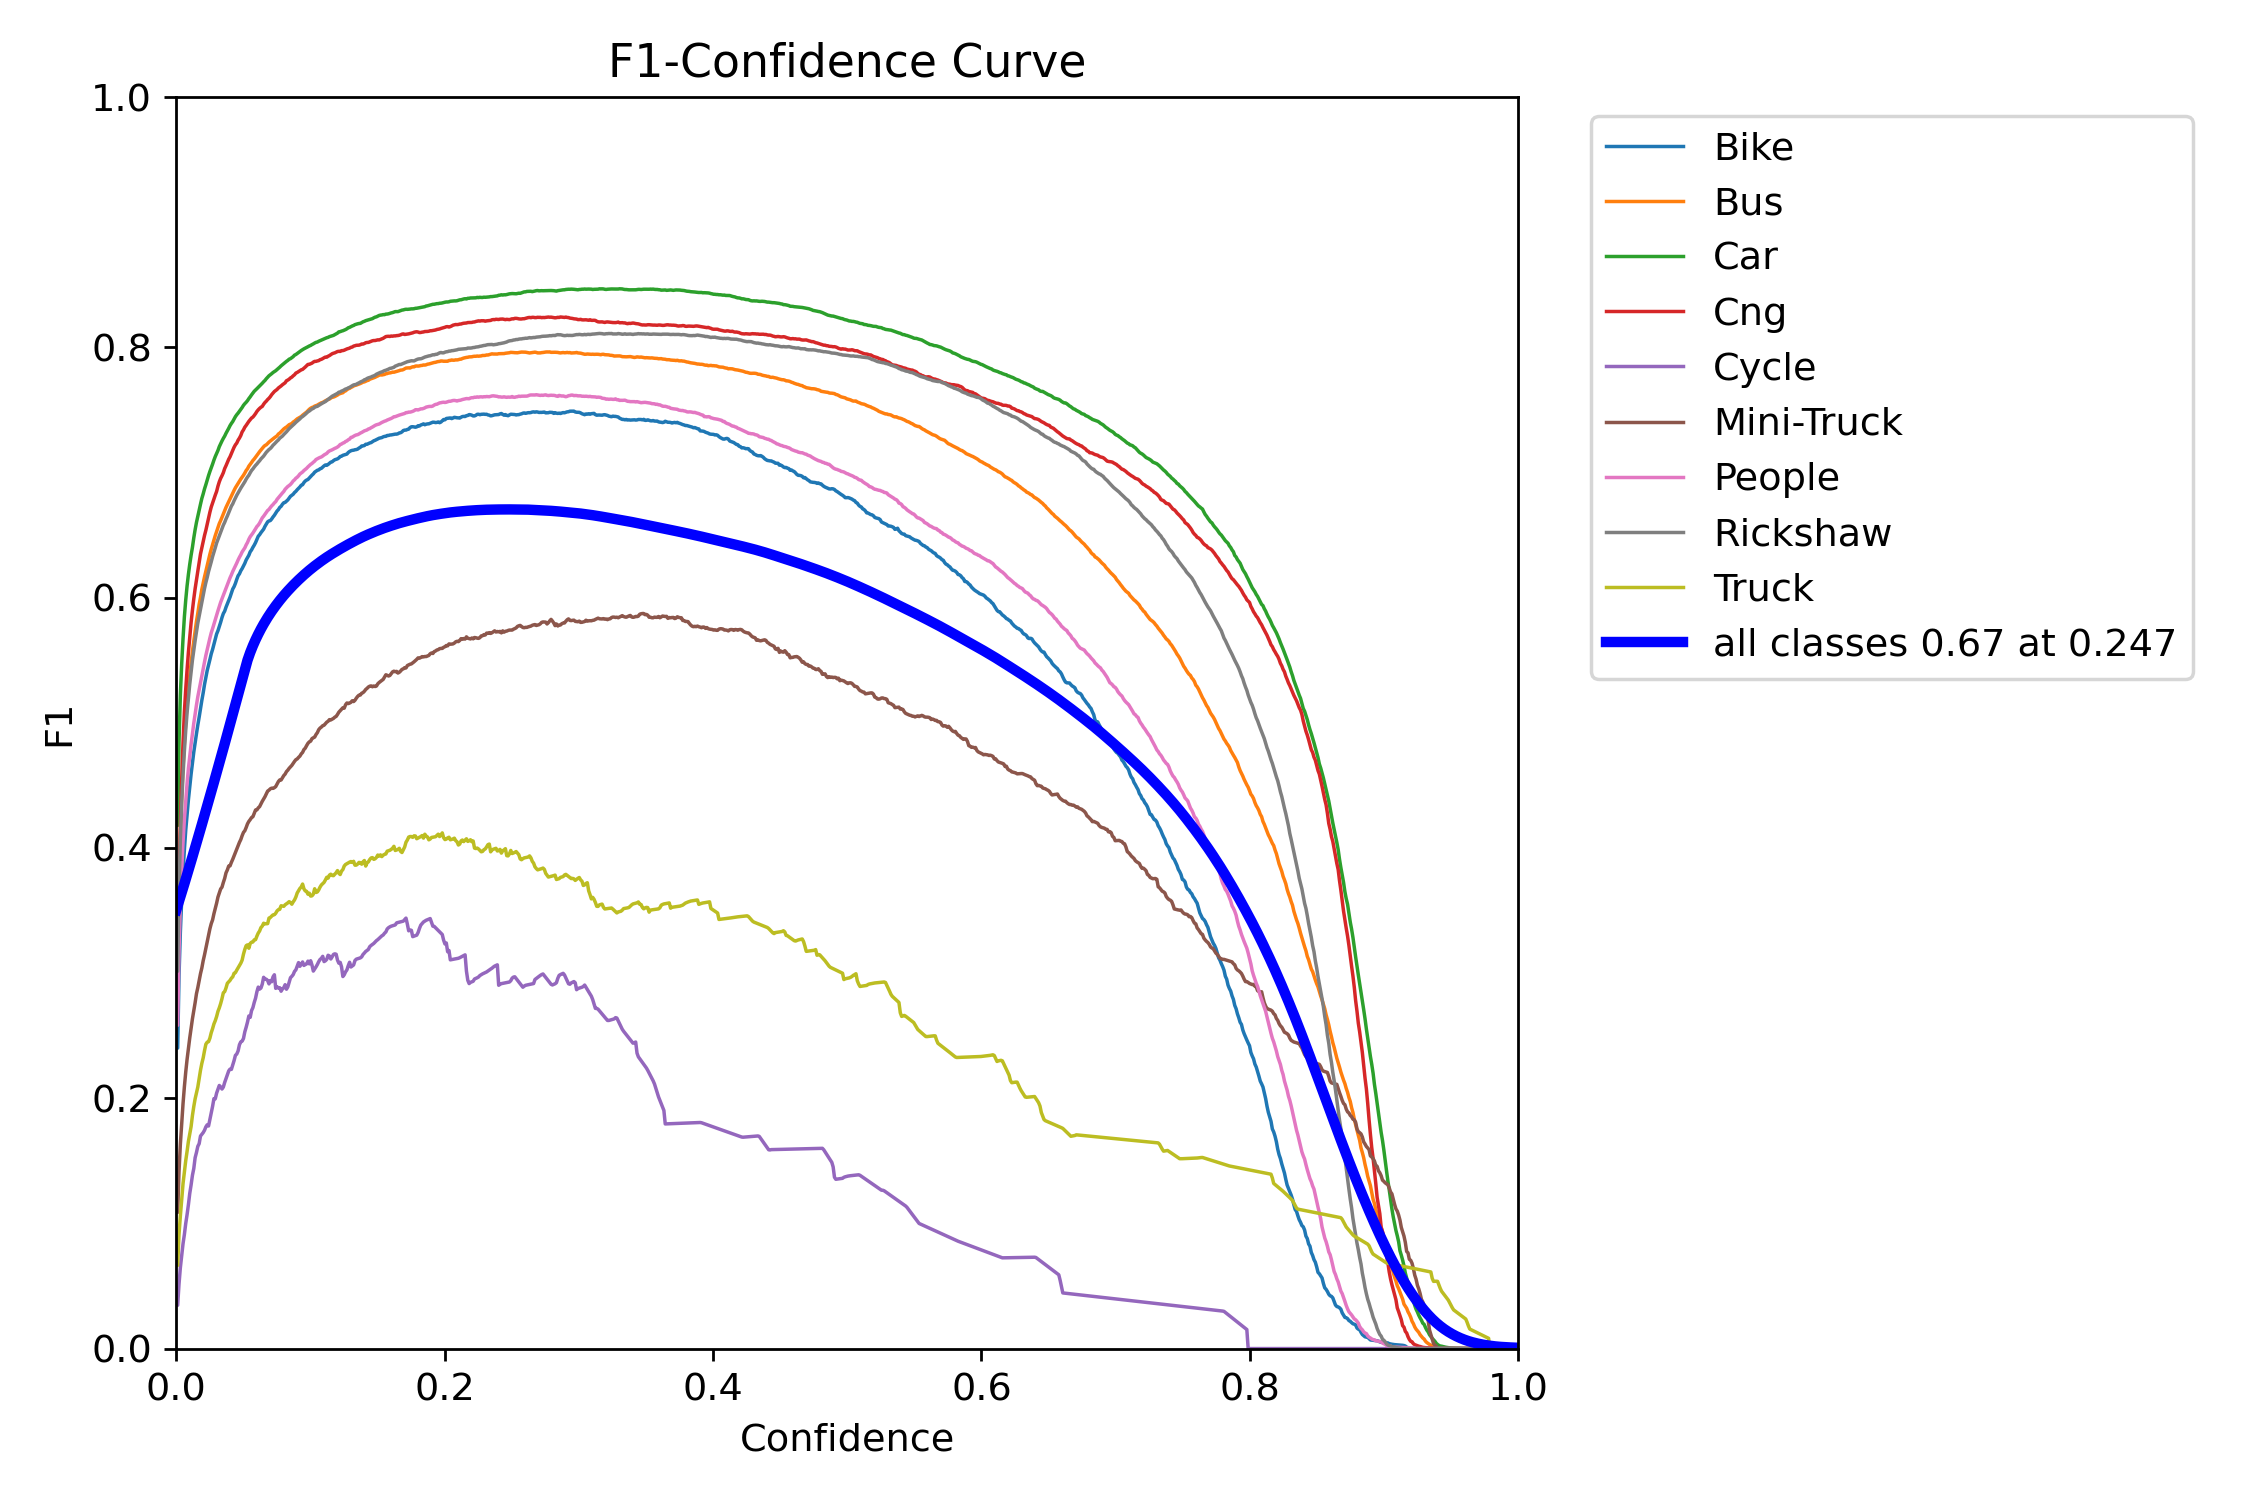 F1-Confidence Curve
1.0
0.8
0.6
0.4
0.2
0.0
F1
0.0 0.2 0.4 0.6 0.8 1.0
Confidence
Bike
Bus
Car
Cng
Cycle
Mini-Truck
People
Rickshaw
Truck
all classes 0.67 at 0.247